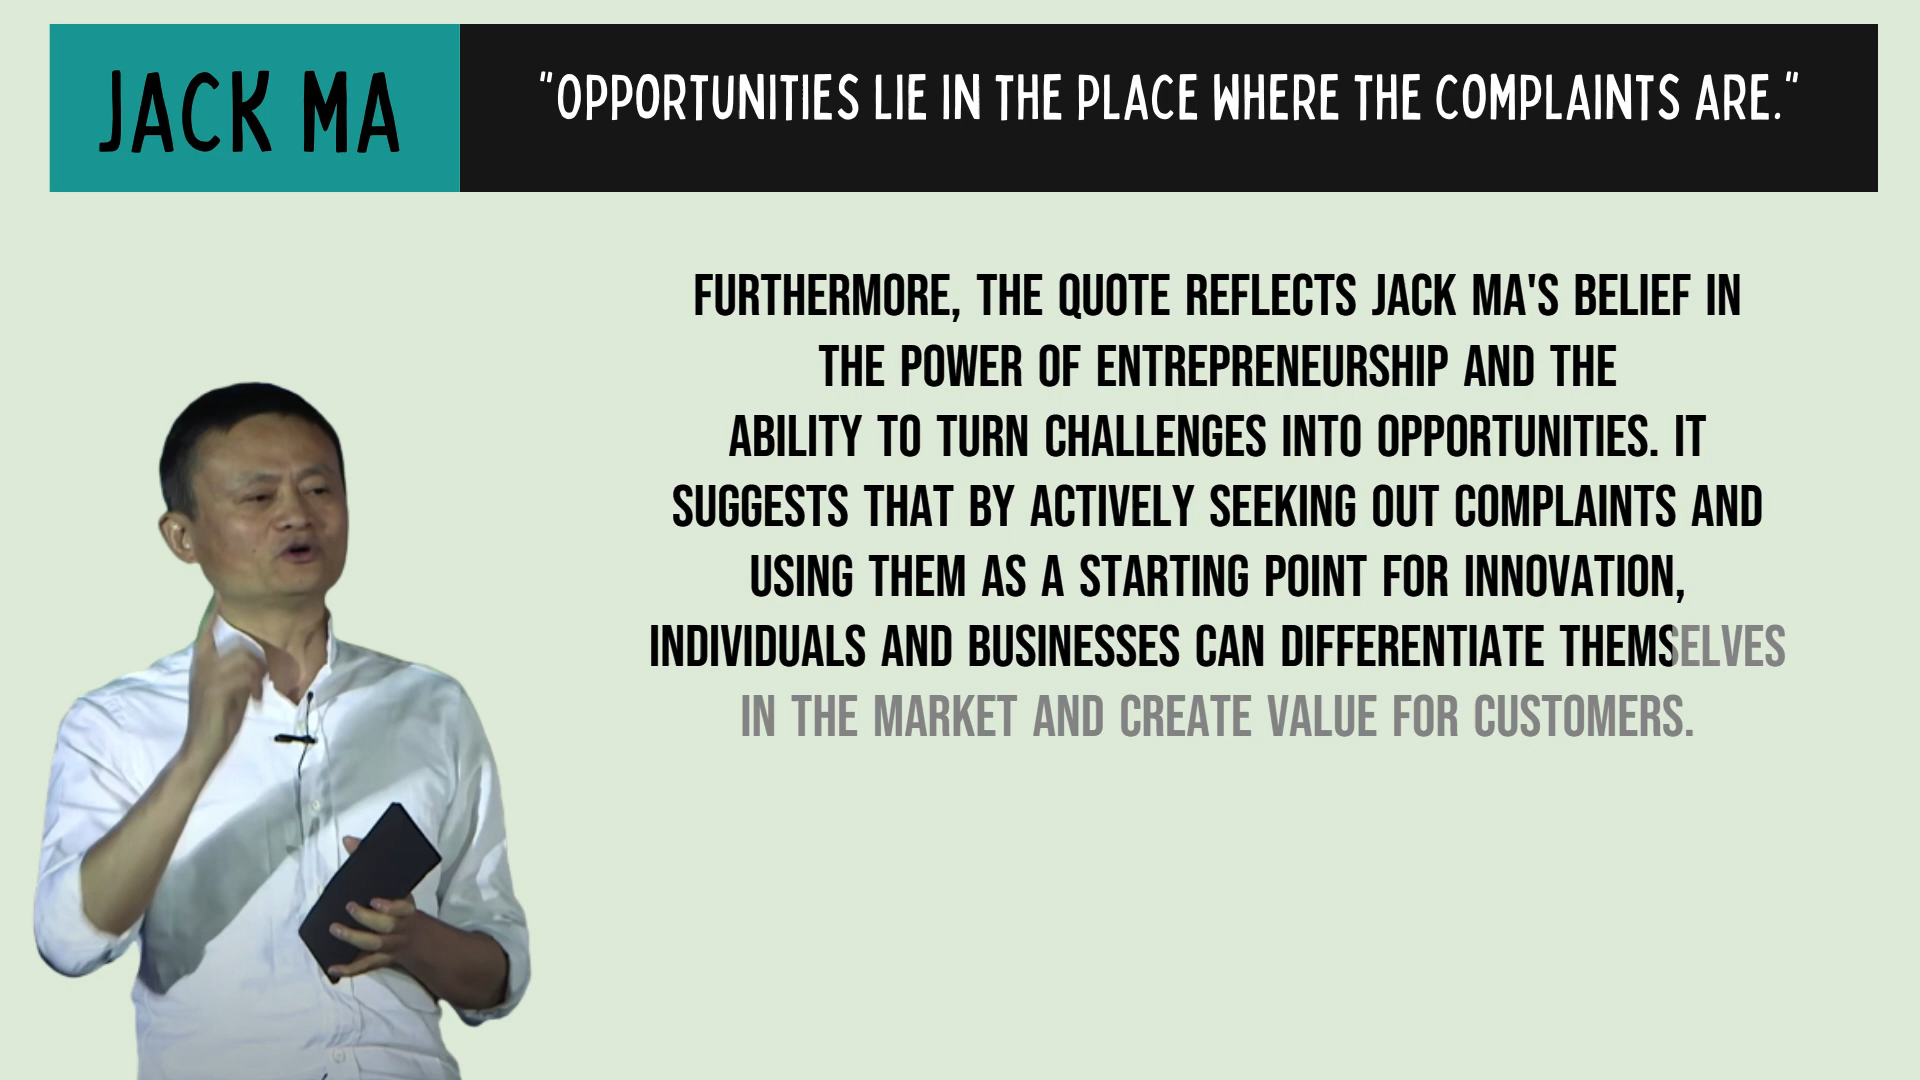 JACK MA
"OPPORTUNITIES LIE IN THE PLACE WHERE THE COMPLAINTS ARE."
FURTHERMORE, THE QUOTE REFLECTS JACK MA'S BELIEF IN
THE POWER OF ENTREPRENEURSHIP AND THE
ABILITY TO TURN CHALLENGES INTO OPPORTUNITIES. IT
SUGGESTS THAT BY ACTIVELY SEEKING OUT COMPLAINTS AND
USING THEM AS A STARTING POINT FOR INNOVATION,
INDIVIDUALS AND BUSINESSES CAN DIFFERENTIATE THEMSELVES
IN THE MARKET AND CREATE VALUE FOR CUSTOMERS.